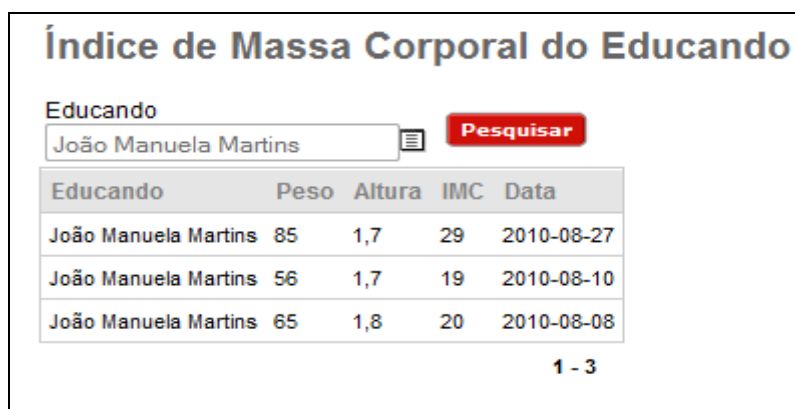 Índice de Massa Corporal do Educando
Educando
João Manuela Martins Pesquisar
Educando Peso Altura IMC Data
João Manuela Martins 85 1,7 29 2010-08-27
João Manuela Martins 56 1,7 19 2010-08-10
João Manuela Martins 65 1,8 20 2010-08-08
1 - 3